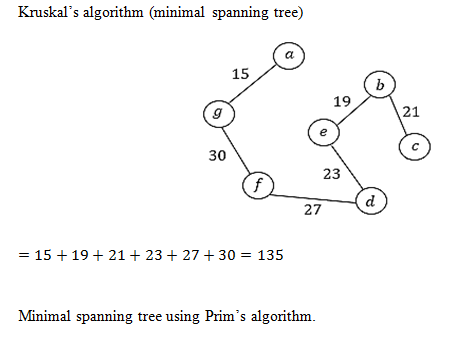 Kruskal's algorithm (minimal spanning tree)
a
15
b
19
21
g
e
c
30
23
f
d
27
= 15 + 19 + 21 + 23 + 27 + 30 = 135
Minimal spanning tree using Prim's algorithm.